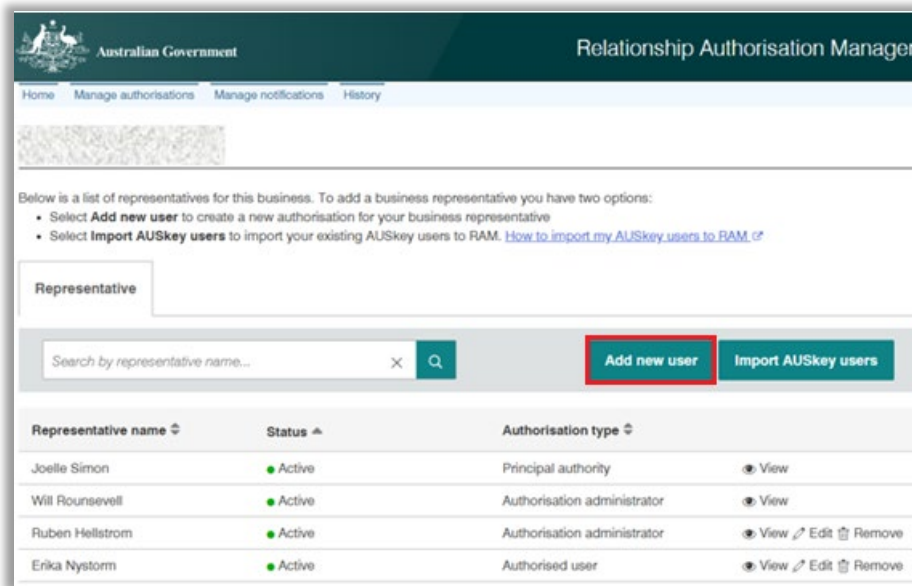 Australian Government
Relationship Authorisation Manager
Home Manage authorisations Manage notifications History
Below is a list of representatives for this business. To add a business representative you have two options:
• Select Add new user to create a new authorisation for your business representative
• Select Import AUSkey users to import your existing AUSkey users to RAM. How to import my AUSkey users to RAM
Representative
Search by representative name...
Add new user
Import AUSkey users
Representative name Status Authorisation type
Joelle Simon Active Principal authority View
Will Rounsevell Active Authorisation administrator View
Ruben Hellstrom Active Authorisation administrator View Edit Remove
Erika Nystorm Active Authorised user View Edit Remove